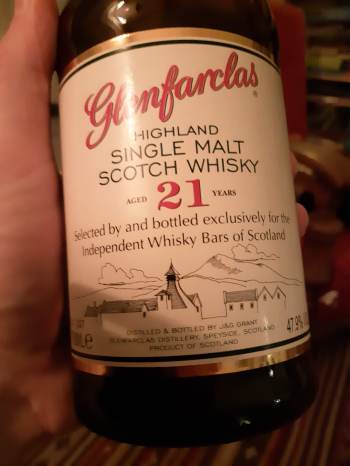 Glenfarclas
®
HIGHLAND
SINGLE MALT
SCOTCH WHISKY
AGED 21 YEARS
Selected by and bottled exclusively for the
Independent Whisky Bars of Scotland
DISTILLED & BOTTLED BY J&G GRANT
GLENFARCLAS DISTILLERY, SPEYSIDE, SCOTLAND
PRODUCT OF SCOTLAND
47.9%